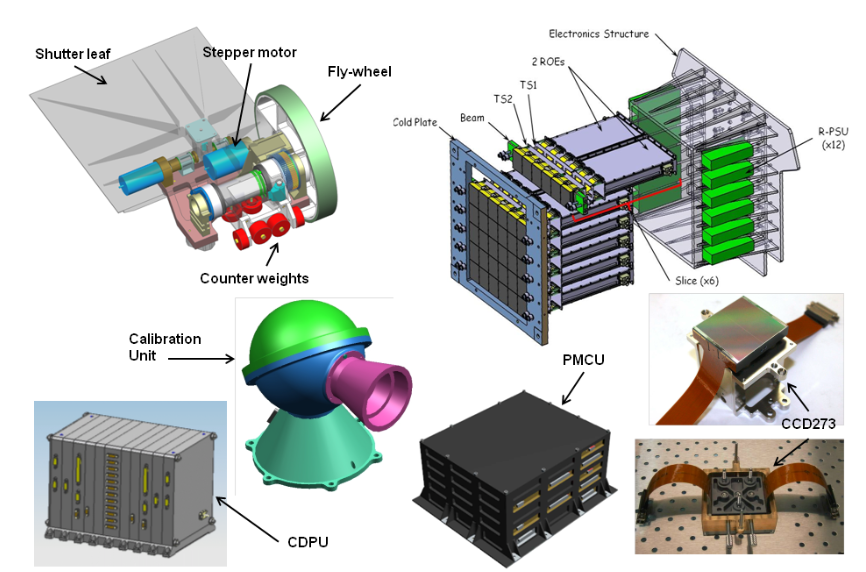 Shutter leaf
Stepper motor
Fly-wheel
Counter weights
Electronics Structure
2 ROEs
TS1
TS2
Beam
Cold Plate
R-PSU
(x12)
Slice (x6)
Calibration
Unit
PMCU
CCD273
CDPU